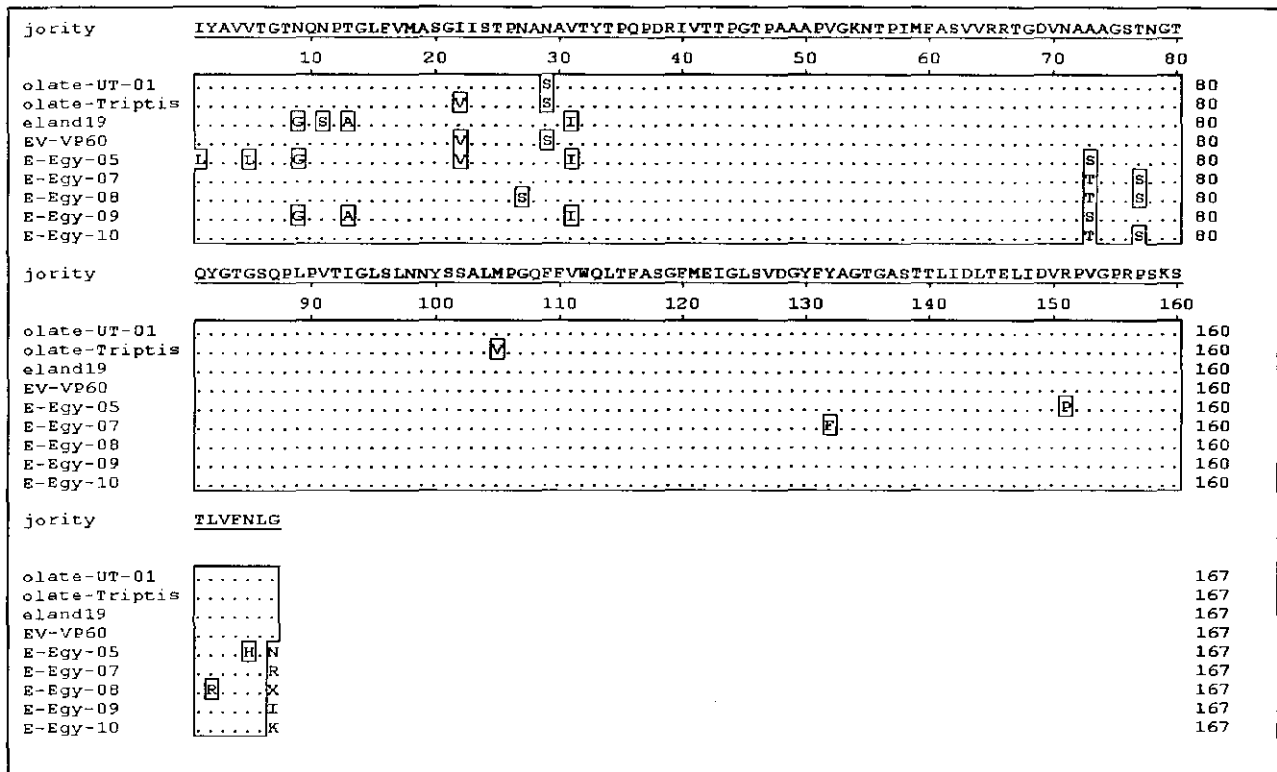 jority IYAVVTGTNQNPTGLFVMASGIISTPNANAVTYTPQPDRIVTTPGTPAAAPVGKNTPIMFASVVRRTGDVNAAAGSTNGT
10 20 30 40 50 60 70 80
olate-UT-01 ............................S................................................... 80
olate-Triptis .....................V......S................................................... 80
eland19 ........G.S.A.................I................................................. 80
EV-VP60 .....................V......S................................................... 80
E-Egy-05 L...L...G............V........I.........................................S....... 80
E-Egy-07 ........................................................................T...S... 80
E-Egy-08 ..........................S.............................................T...S... 80
E-Egy-09 ........G...A.................I.........................................S....... 80
E-Egy-10 ........................................................................T...S... 80
jority QYGTGSQPLPVTIGLSLNNYSSALMPGQFFVWQLTFASGFMEIGLSVDGYFYAGTGASTTLIDLTELIDVRPVGPRPSKS
90 100 110 120 130 140 150 160
olate-UT-01 ................................................................................ 160
olate-Triptis ........................V....................................................... 160
eland19 ................................................................................ 160
EV-VP60 ................................................................................ 160
E-Egy-05 ......................................................................P......... 160
E-Egy-07 ...................................................F............................ 160
E-Egy-08 ................................................................................ 160
E-Egy-09 ................................................................................ 160
E-Egy-10 ................................................................................ 160
jority TLVFNLG
olate-UT-01 ....... 167
olate-Triptis ....... 167
eland19 ....... 167
EV-VP60 ....... 167
E-Egy-05 ....H.N 167
E-Egy-07 ......R 167
E-Egy-08 .R....X 167
E-Egy-09 ......I 167
E-Egy-10 ......K 167